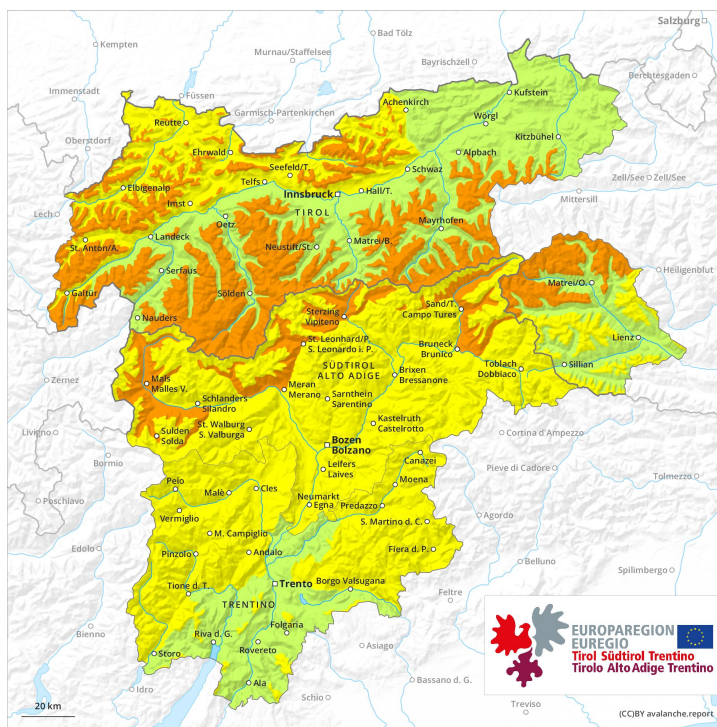 Salzburg
Bad Tölz
Kempten
Murnau/Staffelsee
Bayrischzell
Berchtesgaden
Immenstadt
Füssen
Kufstein
Achenkirch
Garmisch-Partenkirchen
Wörgl
Reutte
Oberstdorf
Kitzbühel
Ehrwald
Alpbach
Seefeld/T.
Schwaz
Telfs
Zell/See
Zell/See
Elbigenalp
Innsbruck
Hall/T.
Mittersill
Imst
Lech
TIROL
Oetz
Mayrhofen
Landeck
Neustift/St.
Matrei/B.
St. Anton/A.
Heiligenblut
Serfaus
Matrei/O.
Galtür
Sölden
Sand/T.
Campo Tures
Nauders
Sterzing
Vipiteno
Lienz
St. Leonhard/P.
S. Leonardo i. P.
Bruneck
Brunico
Toblach
Dobbiaco
Sillian
SÜDTIROL
ALTO ADIGE
Brixen
Bressanone
Zernez
Mals
Malles V.
Meran
Merano
Schlanders
Silandro
Sarnthein
Sarentino
Kastelruth
Castelrotto
St. Walburg
S. Valburga
Livigno
Sulden
Solda
Cortina d'Ampezzo
Bozen
Bolzano
Bormio
Canazei
Leifers
Laives
Pieve di Cadore
Tolmezzo
Peio
Moena
Poschiavo
Malè
Cles
Neumarkt
Egna
Predazzo
Vermiglio
Agordo
S. Martino d. C.
M. Campiglio
Edolo
Pinzolo
Andalo
Fiera d. P.
Belluno
Spilimbergo
Trento
Borgo Valsugana
Tione d. T.
Feltre
TRENTINO
Folgaria
Bienno
Riva d. G.
Rovereto
Asiago
Storo
Ala
Bassano d. G.
Idro
Schio
Treviso
EUROPAREGION
EUREGIO
Tirol Südtirol Trentino
Tirolo Alto Adige Trentino
20 km
(CC)BY avalanche.report